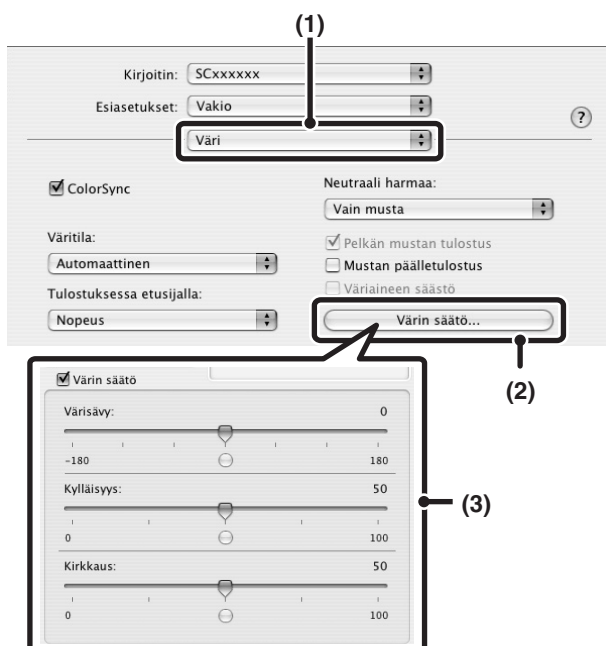 (1)
Kirjoitin: SCxxxxxx
Esiasetukset: Vakio
?
Väri
ColorSync
Neutraali harmaa:
Vain musta
Väritila:
Automaattinen
Pelkän mustan tulostus
Mustan päälletulostus
Tulostuksessa etusijalla:
Väriaineen säästö
Nopeus
Värin säätö...
(2)
Värin säätö
Värisävy: 0
-180 180
Kylläisyys: 50
(3)
0 100
Kirkkaus: 50
0 100